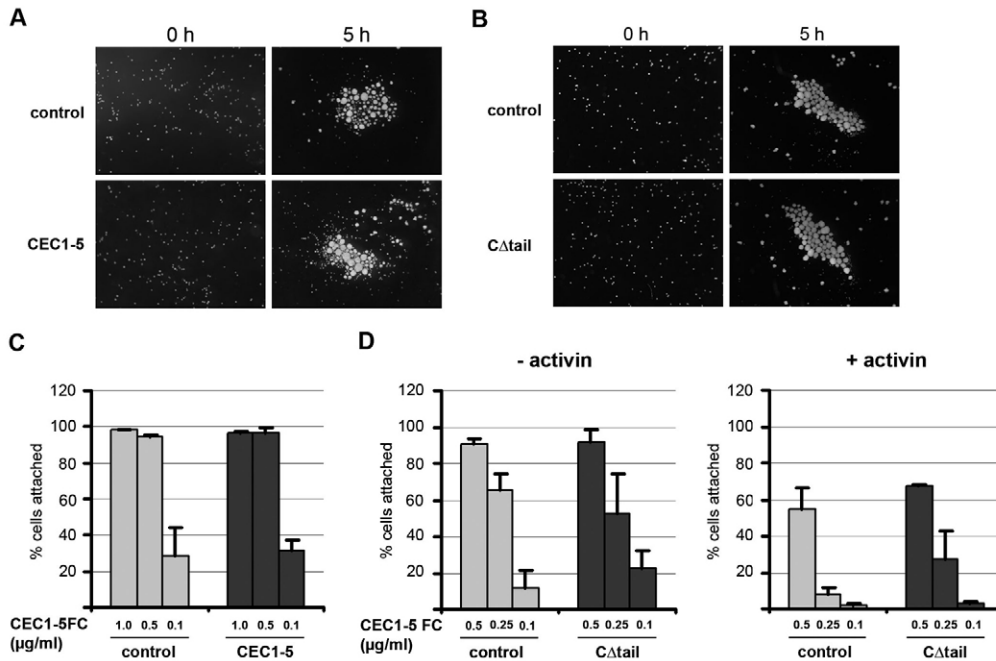 A
0 h 5 h
control
CEC1-5
B
0 h 5 h
control
CΔtail
C
120
100
80
60
40
20
% cells attached
CEC1-5FC
(µg/ml)
1.0 0.5 0.1 1.0 0.5 0.1
control CEC1-5
D
- activin
120
100
80
60
40
20
% cells attached
CEC1-5 FC
(µg/ml)
0.5 0.25 0.1 0.5 0.25 0.1
control CΔtail
+ activin
120
100
80
60
40
20
% cells attached
0.5 0.25 0.1 0.5 0.25 0.1
control CΔtail